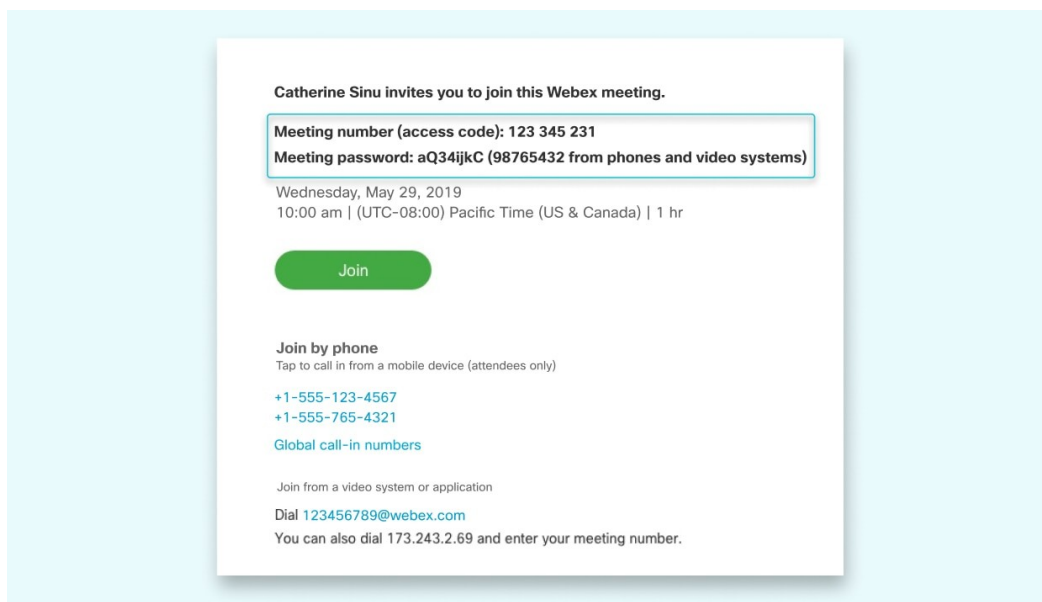 Catherine Sinu invites you to join this Webex meeting.
Meeting number (access code): 123 345 231
Meeting password: aQ34ijkC (98765432 from phones and video systems)
Wednesday, May 29, 2019
10:00 am | (UTC-08:00) Pacific Time (US & Canada) | 1 hr
Join
Join by phone
Tap to call in from a mobile device (attendees only)
+1-555-123-4567
+1-555-765-4321
Global call-in numbers
Join from a video system or application
Dial 123456789@webex.com
You can also dial 173.243.2.69 and enter your meeting number.